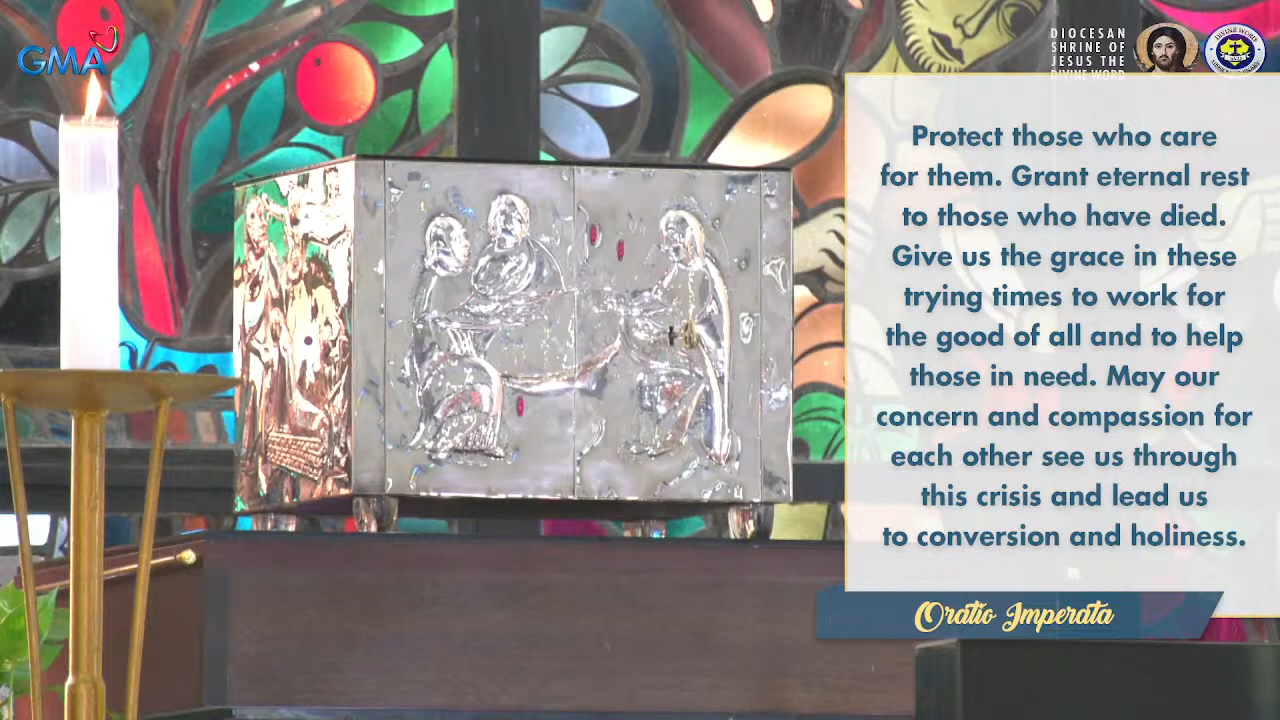 GMA
DIOCESAN
SHRINE OF
JESUS THE
DIVINE WORD
Protect those who care
for them. Grant eternal rest
to those who have died.
Give us the grace in these
trying times to work for
the good of all and to help
those in need. May our
concern and compassion for
each other see us through
this crisis and lead us
to conversion and holiness.
Oratio Imperata
DIVINE WORD